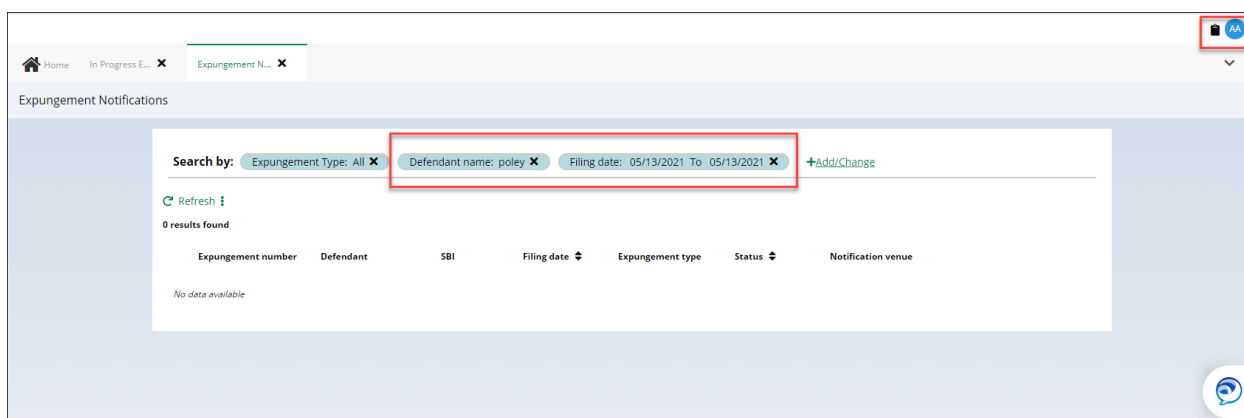 AA
Home In Progress E... Expungement N...
Expungement Notifications
Search by: Expungement Type: All Defendant name: poley Filing date: 05/13/2021 To 05/13/2021 +Add/Change
Refresh
0 results found
Expungement number Defendant SBI Filing date Expungement type Status Notification venue
No data available